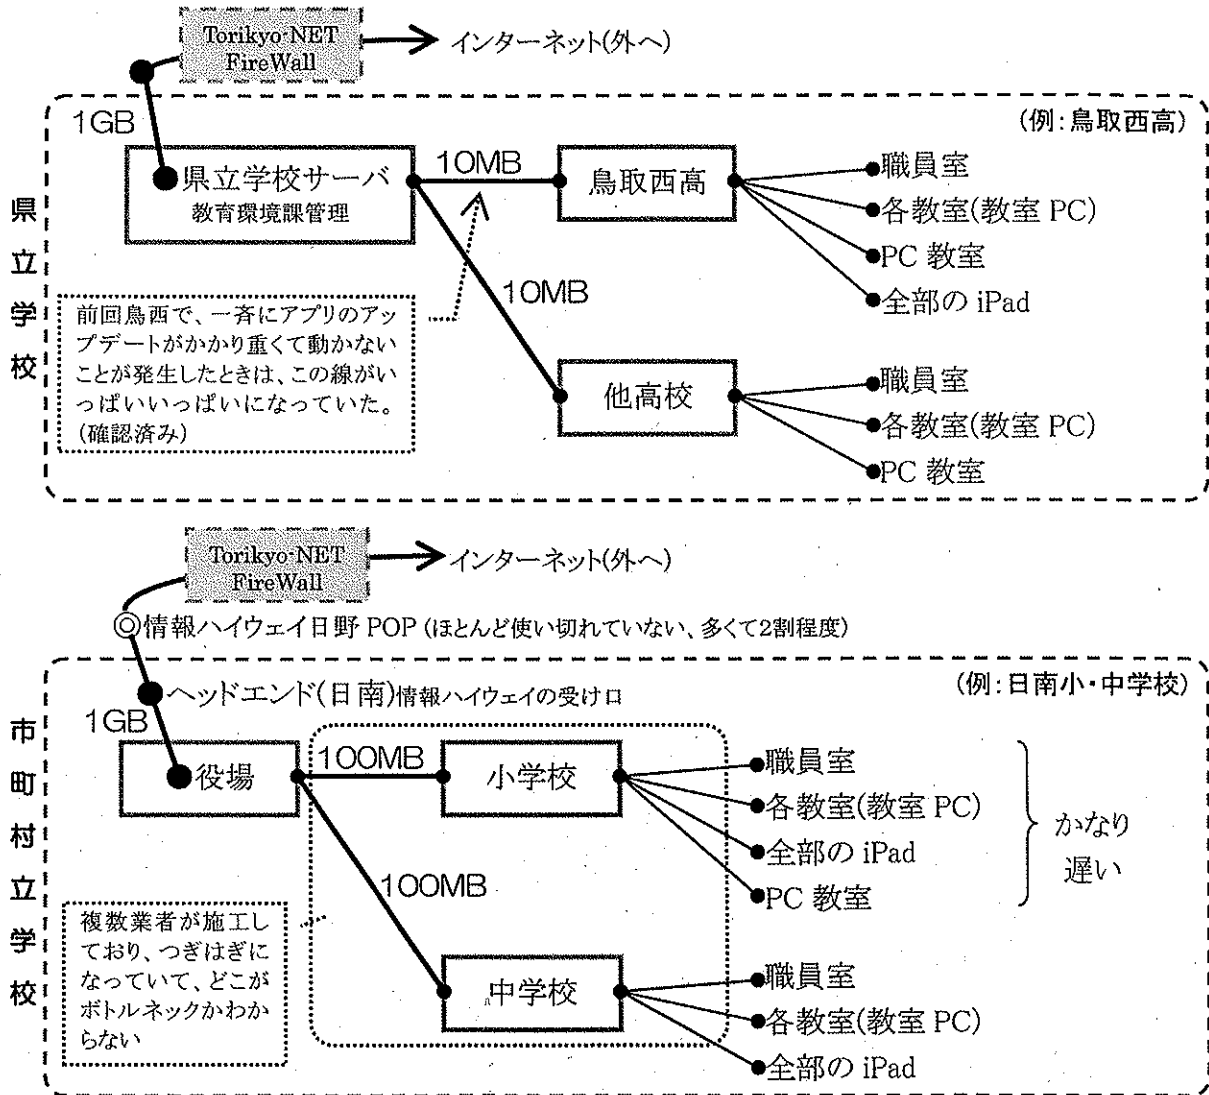 Torikyo-NET
FireWall
インターネット(外へ)
県立学校
1GB
(例:鳥取西高)
県立学校サーバ
教育環境課管理
10MB
鳥取西高
職員室
各教室(教室 PC)
PC 教室
全部の iPad
10MB
前回鳥西で、一斉にアプリのアッ
プデートがかかり重くて動かない
ことが発生したときは、この線がい
っぱいいっぱいになっていた。
(確認済み)
他高校
職員室
各教室(教室 PC)
PC 教室
Torikyo-NET
FireWall
インターネット(外へ)
情報ハイウェイ日野 POP (ほとんど使い切れていない、多くて2割程度)
市町村立学校
ヘッドエンド(日南)情報ハイウェイの受け口
(例:日南小・中学校)
1GB
役場
100MB
小学校
職員室
各教室(教室 PC)
全部の iPad
PC 教室
かなり
遅い
100MB
複数業者が施工し
ており、つぎはぎに
なっていて、どこが
ボトルネックかわか
らない
中学校
職員室
各教室(教室 PC)
全部の iPad